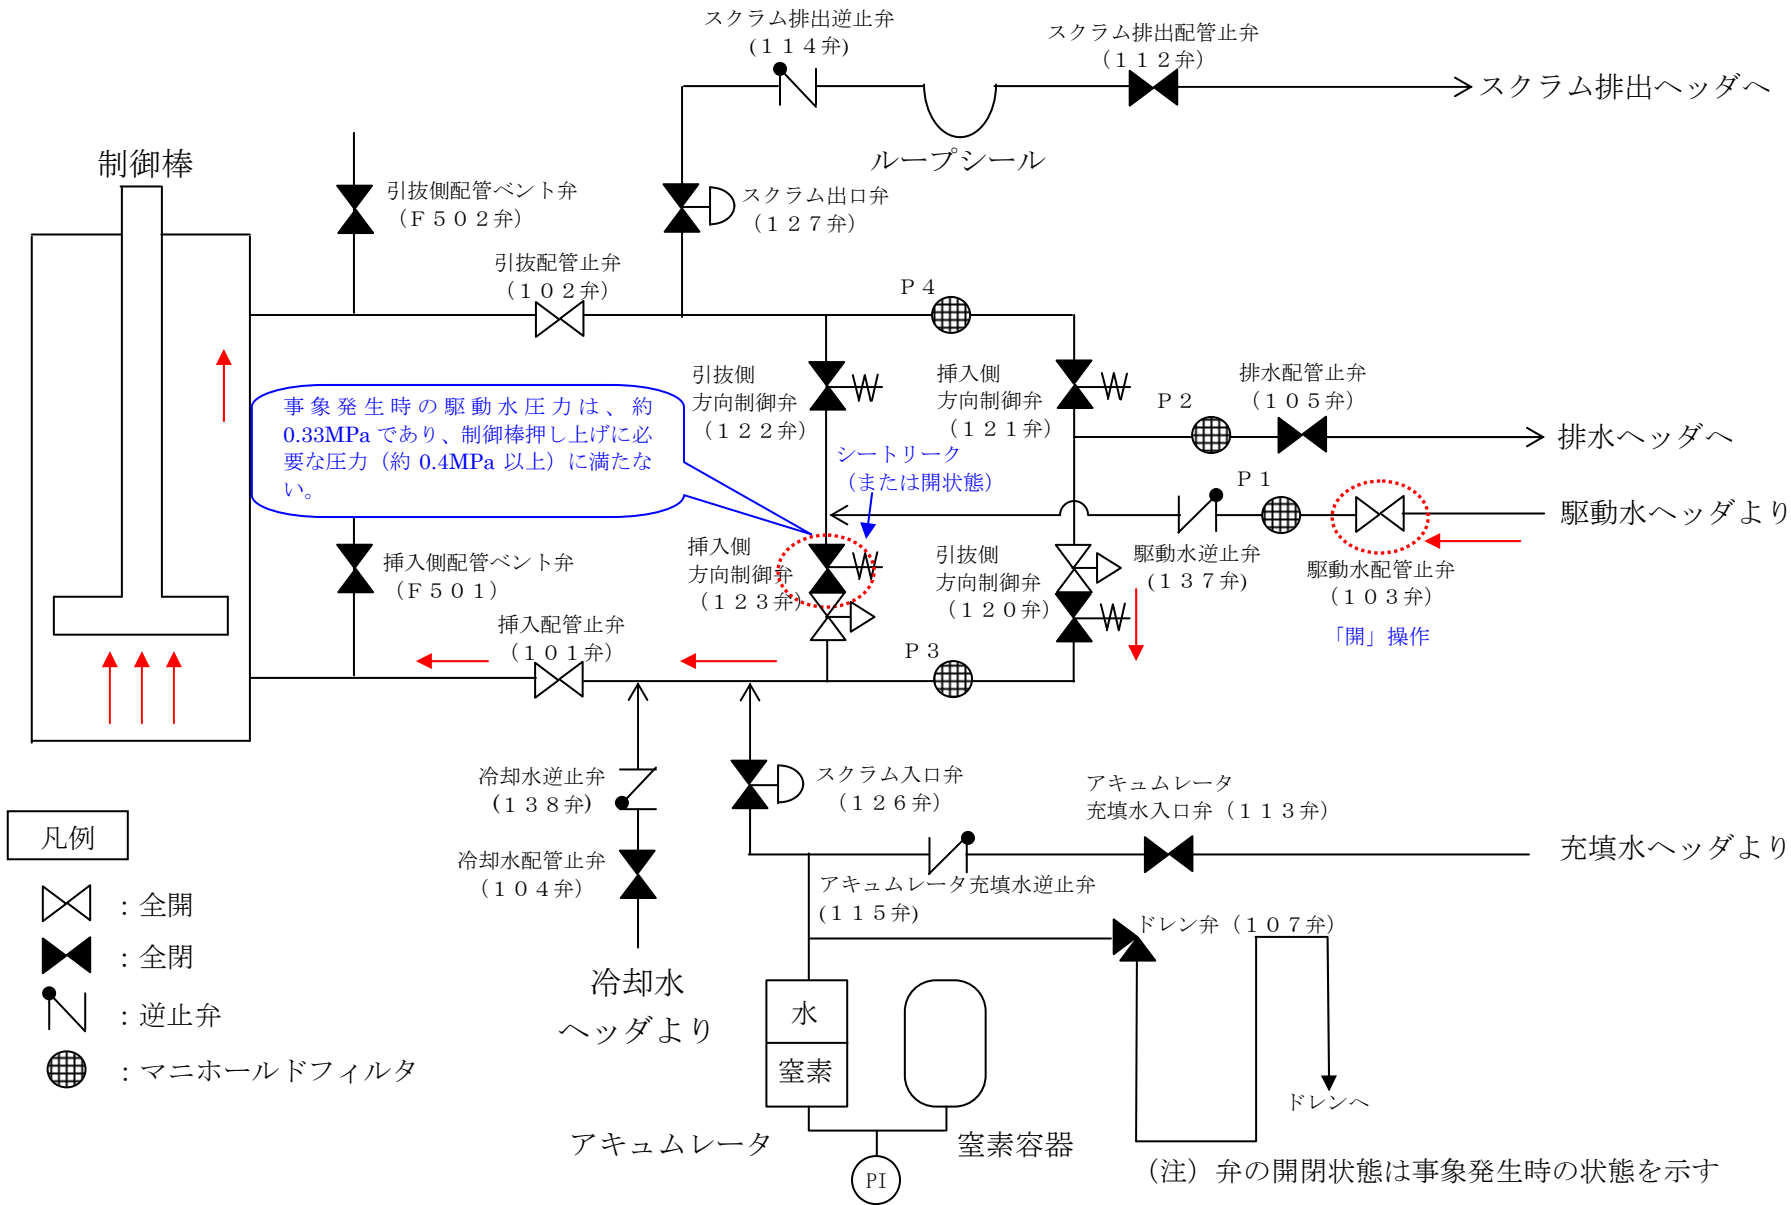 スクラム排出逆止弁
(１１４弁)
スクラム排出配管止弁
（１１２弁）
スクラム排出ヘッダへ
ループシール
制御棒
引抜側配管ベント弁
（Ｆ５０２弁）
スクラム出口弁
（１２７弁）
引抜配管止弁
（１０２弁）
Ｐ４
引抜側
方向制御弁
（１２２弁）
挿入側
方向制御弁
（１２１弁）
排水配管止弁
（１０５弁）
Ｐ２
排水ヘッダへ
事象発生時の駆動水圧力は、約
0.33MPa であり、制御棒押し上げに必
要な圧力（約 0.4MPa 以上）に満たな
い。
シートリーク
（または開状態）
Ｐ１
駆動水ヘッダより
挿入側配管ベント弁
（Ｆ５０１）
挿入側
方向制御弁
（１２３弁）
引抜側
方向制御弁
（１２０弁）
駆動水逆止弁
(１３７弁)
駆動水配管止弁
（１０３弁）
「開」操作
挿入配管止弁
（１０１弁）
Ｐ３
冷却水逆止弁
(１３８弁)
スクラム入口弁
（１２６弁）
アキュムレータ
充填水入口弁（１１３弁）
充填水ヘッダより
冷却水配管止弁
（１０４弁）
アキュムレータ充填水逆止弁
(１１５弁)
ドレン弁（１０７弁）
冷却水
ヘッダより
水
窒素
アキュムレータ
窒素容器
PI
ドレンへ
凡例
：全開
：全閉
：逆止弁
：マニホールドフィルタ
（注）弁の開閉状態は事象発生時の状態を示す